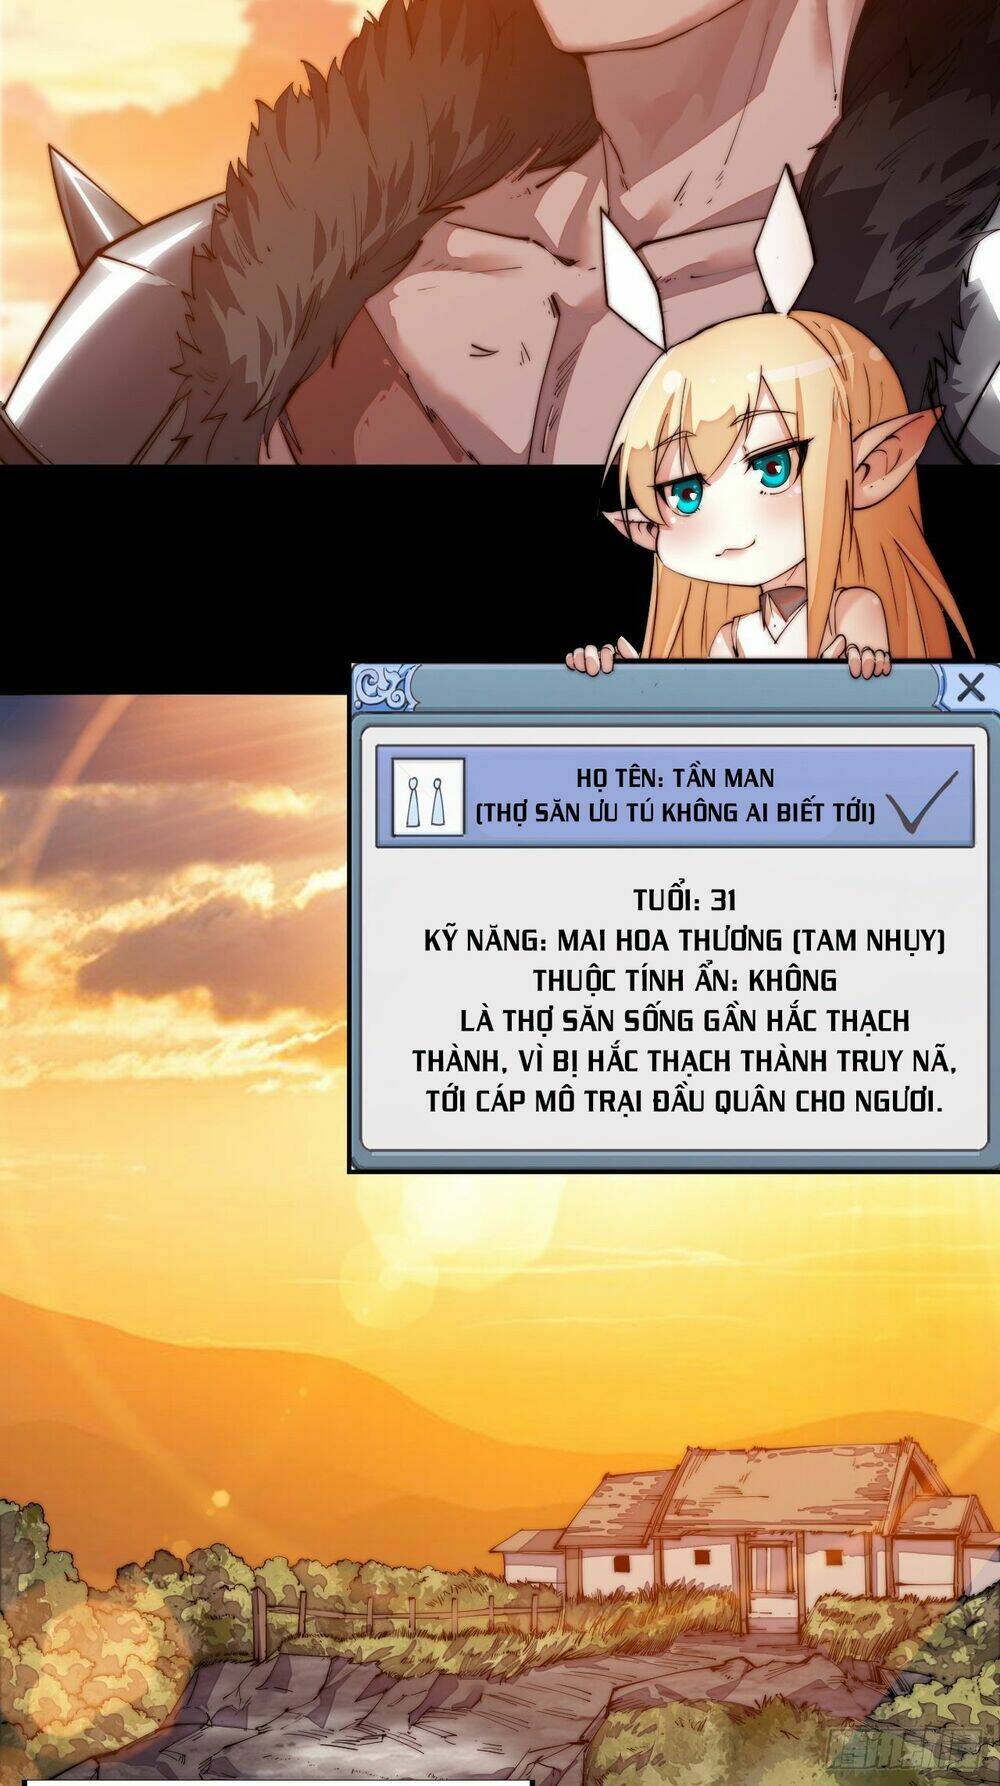 HỌ TÊN: TẦN MAN
(THỢ SĂN ƯU TÚ KHÔNG AI BIẾT TỚI)
TUỔI: 31
KỸ NĂNG: MAI HOA THƯƠNG (TAM NHỤY)
THUỘC TÍNH ẨN: KHÔNG
LÀ THỢ SĂN SỐNG GẦN HẮC THẠCH
THÀNH, VÌ BỊ HẮC THẠCH THÀNH TRUY NÃ,
TỚI CÁP MÔ TRẠI ĐẦU QUÂN CHO NGƯƠI.